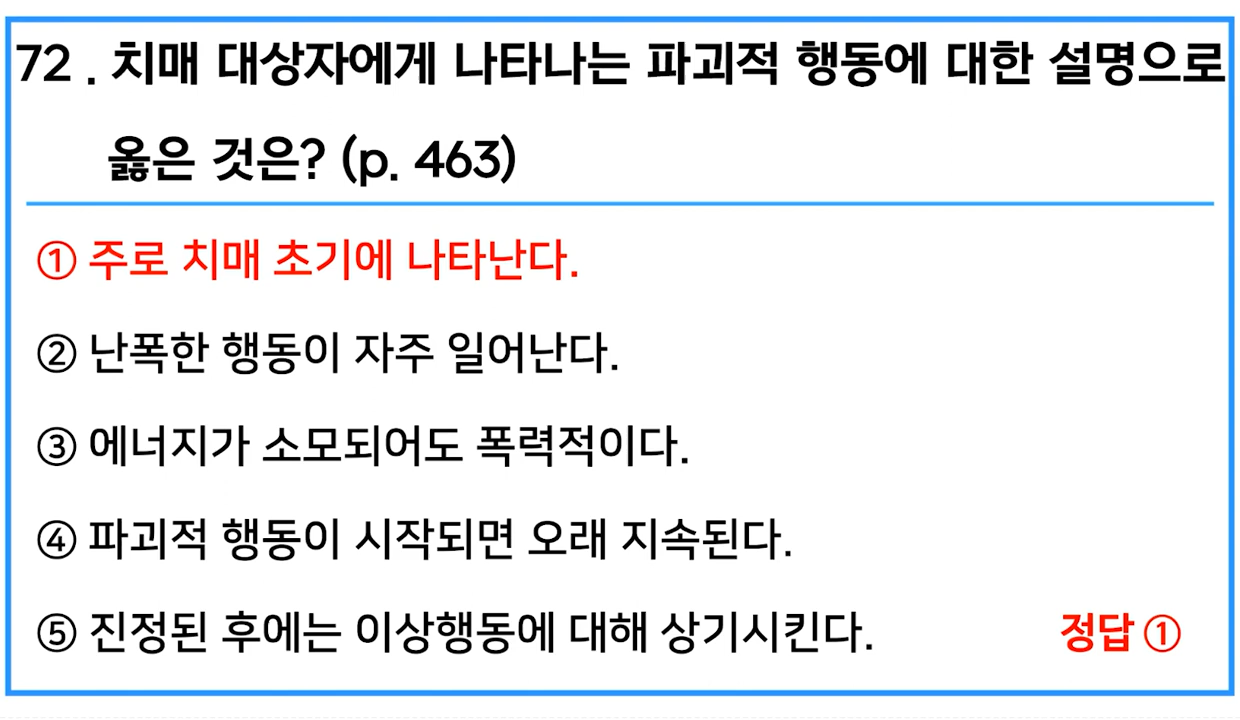 72 . 치매 대상자에게 나타나는 파괴적 행동에 대한 설명으로
옳은 것은? (p. 463)
① 주로 치매 초기에 나타난다.
② 난폭한 행동이 자주 일어난다.
③ 에너지가 소모되어도 폭력적이다.
④ 파괴적 행동이 시작되면 오래 지속된다.
⑤ 진정된 후에는 이상행동에 대해 상기시킨다.
정답 ①